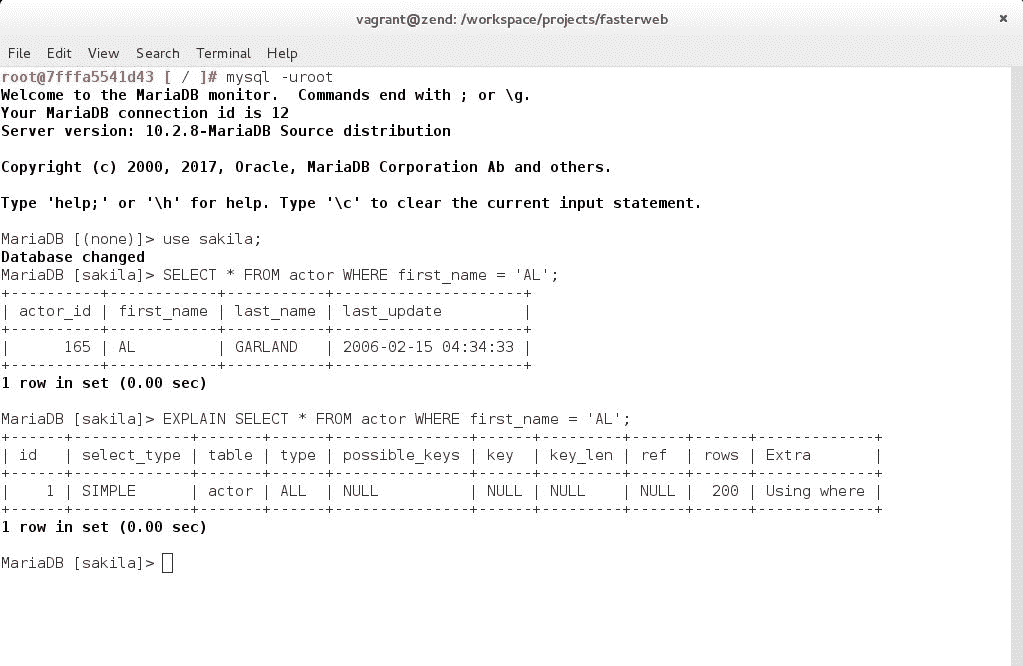 vagrant@zend: /workspace/projects/fasterweb ×
File Edit View Search Terminal Help
root@7fffa5541d43 [ / ]# mysql -uroot
Welcome to the MariaDB monitor.  Commands end with ; or \g.
Your MariaDB connection id is 12
Server version: 10.2.8-MariaDB Source distribution
Copyright (c) 2000, 2017, Oracle, MariaDB Corporation Ab and others.
Type 'help;' or '\h' for help. Type '\c' to clear the current input statement.
MariaDB [(none)]> use sakila;
Database changed
MariaDB [sakila]> SELECT * FROM actor WHERE first_name = 'AL';
+----------+------------+-----------+---------------------+
| actor_id | first_name | last_name | last_update         |
+----------+------------+-----------+---------------------+
|      165 | AL         | GARLAND   | 2006-02-15 04:34:33 |
+----------+------------+-----------+---------------------+
1 row in set (0.00 sec)
MariaDB [sakila]> EXPLAIN SELECT * FROM actor WHERE first_name = 'AL';
+------+-------------+-------+------+---------------+------+---------+------+------+-------------+
| id   | select_type | table | type | possible_keys | key  | key_len | ref  | rows | Extra       |
+------+-------------+-------+------+---------------+------+---------+------+------+-------------+
|    1 | SIMPLE      | actor | ALL  | NULL          | NULL | NULL    | NULL |  200 | Using where |
+------+-------------+-------+------+---------------+------+---------+------+------+-------------+
1 row in set (0.00 sec)
MariaDB [sakila]>